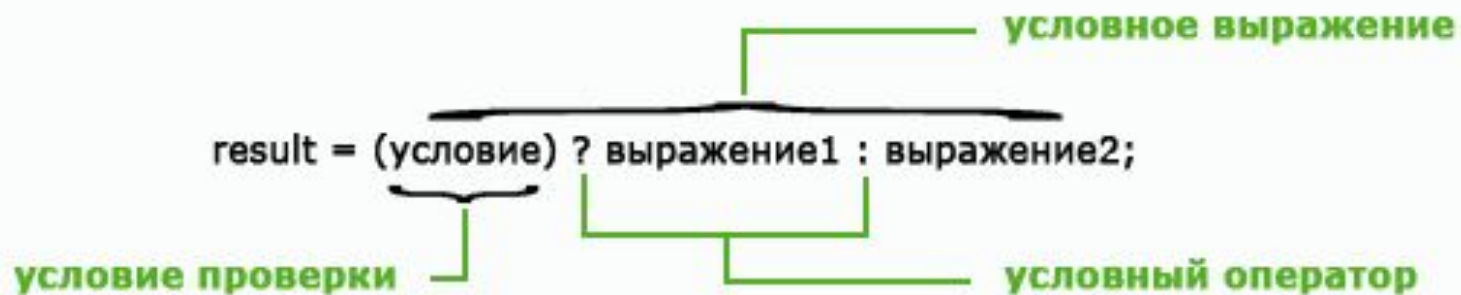 условное выражение
result = (условие) ? выражение1 : выражение2;
условие проверки
условный оператор